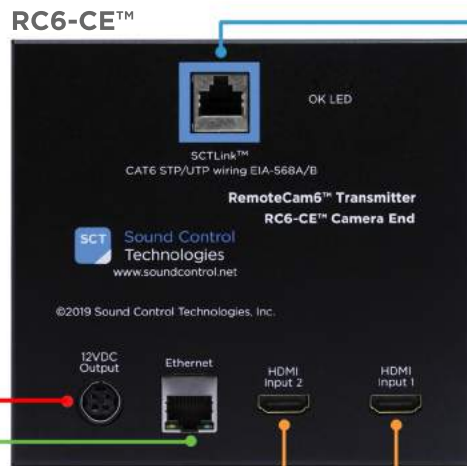 RC6-CE™
OK LED
SCTLink™
CAT6 STP/UTP wiring EIA-568A/B
RemoteCam6™ Transmitter
RC6-CE™ Camera End
SCT
Sound Control
Technologies
www.soundcontrol.net
©2019 Sound Control Technologies, Inc.
12VDC
Output
Ethernet
HDMI
Input 2
HDMI
Input 1